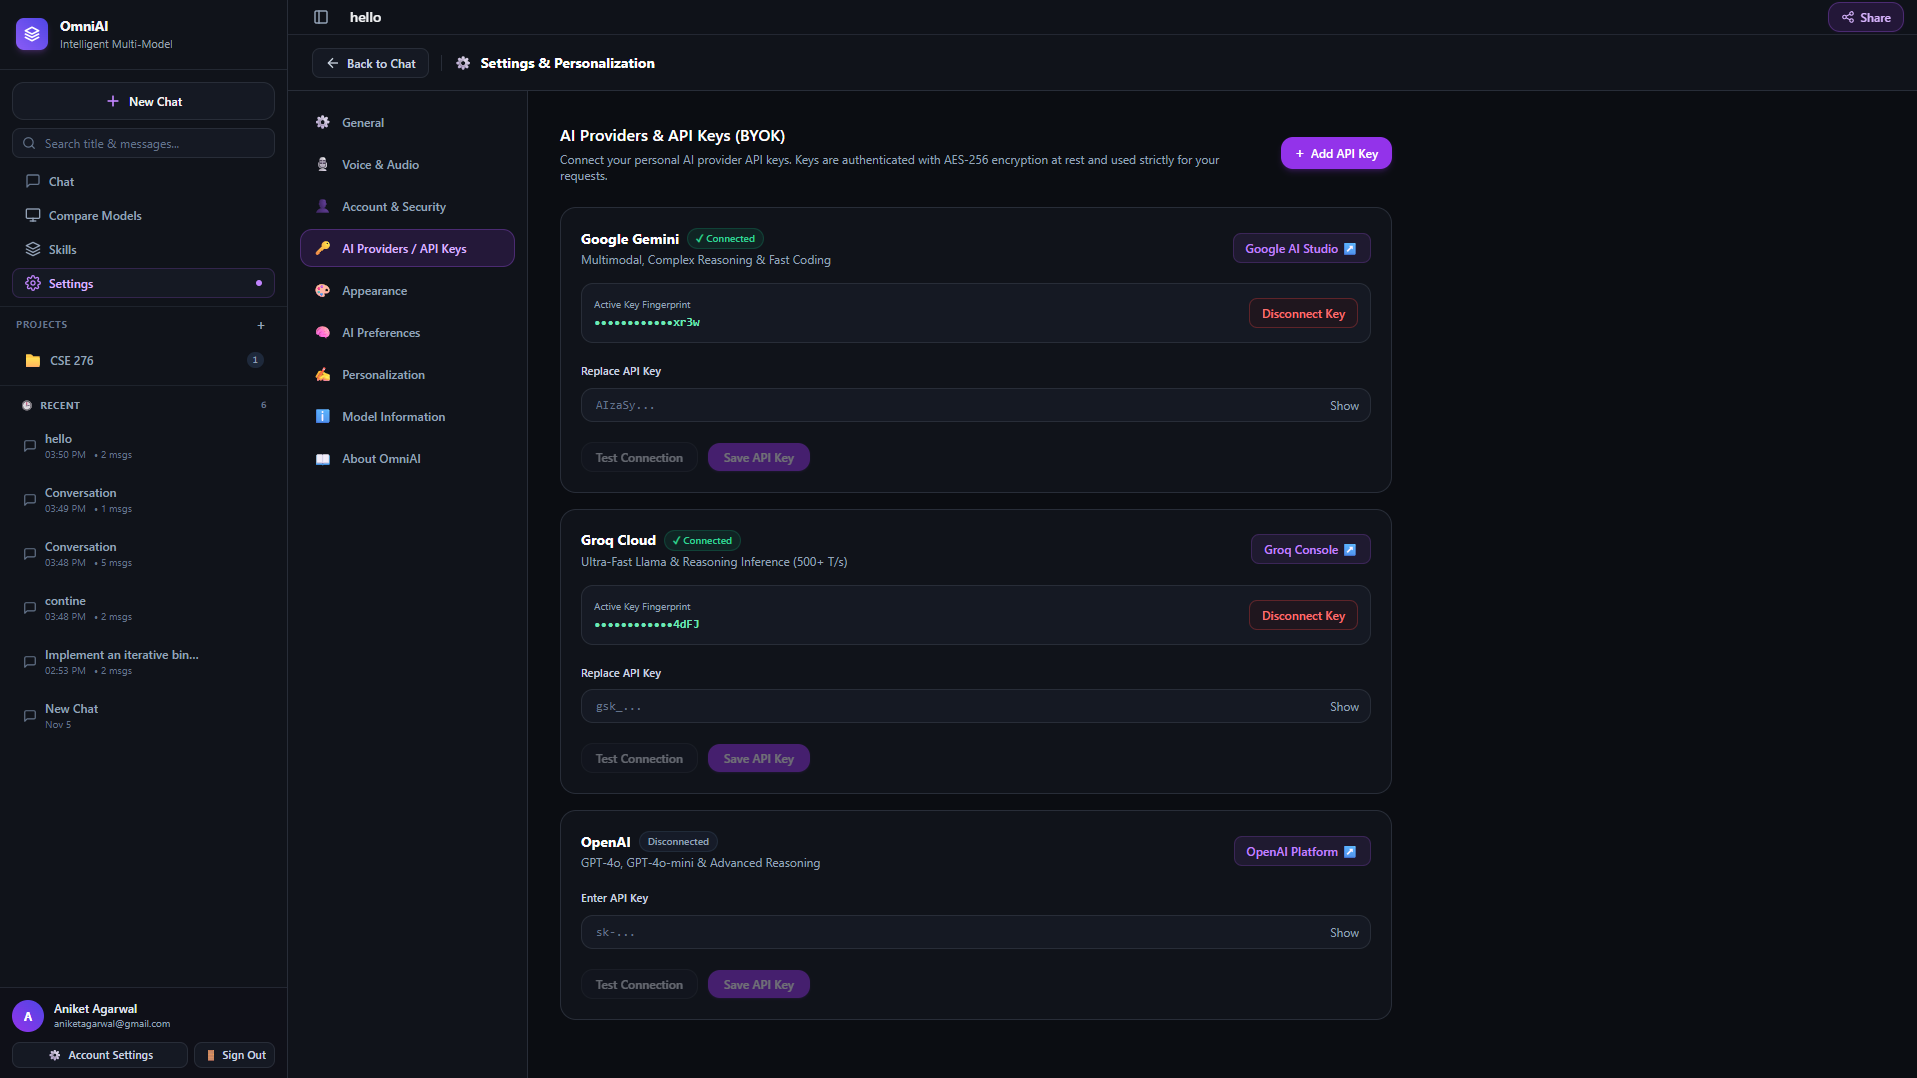 OmniAI
Intelligent Multi-Model
New Chat
Search title & messages...
Chat
Compare Models
Skills
Settings
PROJECTS
+
CSE 276
1
RECENT
6
hello
03:50 PM • 2 msgs
Conversation
03:49 PM • 1 msgs
Conversation
03:48 PM • 5 msgs
contine
03:48 PM • 2 msgs
Implement an iterative bin...
02:53 PM • 2 msgs
New Chat
Nov 5
A
Aniket Agarwal
aniketagarwal@gmail.com
Account Settings
Sign Out
hello
Share
Back to Chat
Settings & Personalization
General
Voice & Audio
Account & Security
AI Providers / API Keys
Appearance
AI Preferences
Personalization
Model Information
About OmniAI
AI Providers & API Keys (BYOK)
Connect your personal AI provider API keys. Keys are authenticated with AES-256 encryption at rest and used strictly for your
requests.
+ Add API Key
Google Gemini
✓ Connected
Multimodal, Complex Reasoning & Fast Coding
Google AI Studio
Active Key Fingerprint
••••••••••••xr3w
Disconnect Key
Replace API Key
AIzaSy...
Show
Test Connection
Save API Key
Groq Cloud
✓ Connected
Ultra-Fast Llama & Reasoning Inference (500+ T/s)
Groq Console
Active Key Fingerprint
••••••••••••4dFJ
Disconnect Key
Replace API Key
gsk_...
Show
Test Connection
Save API Key
OpenAI
Disconnected
GPT-4o, GPT-4o-mini & Advanced Reasoning
OpenAI Platform
Enter API Key
sk-...
Show
Test Connection
Save API Key